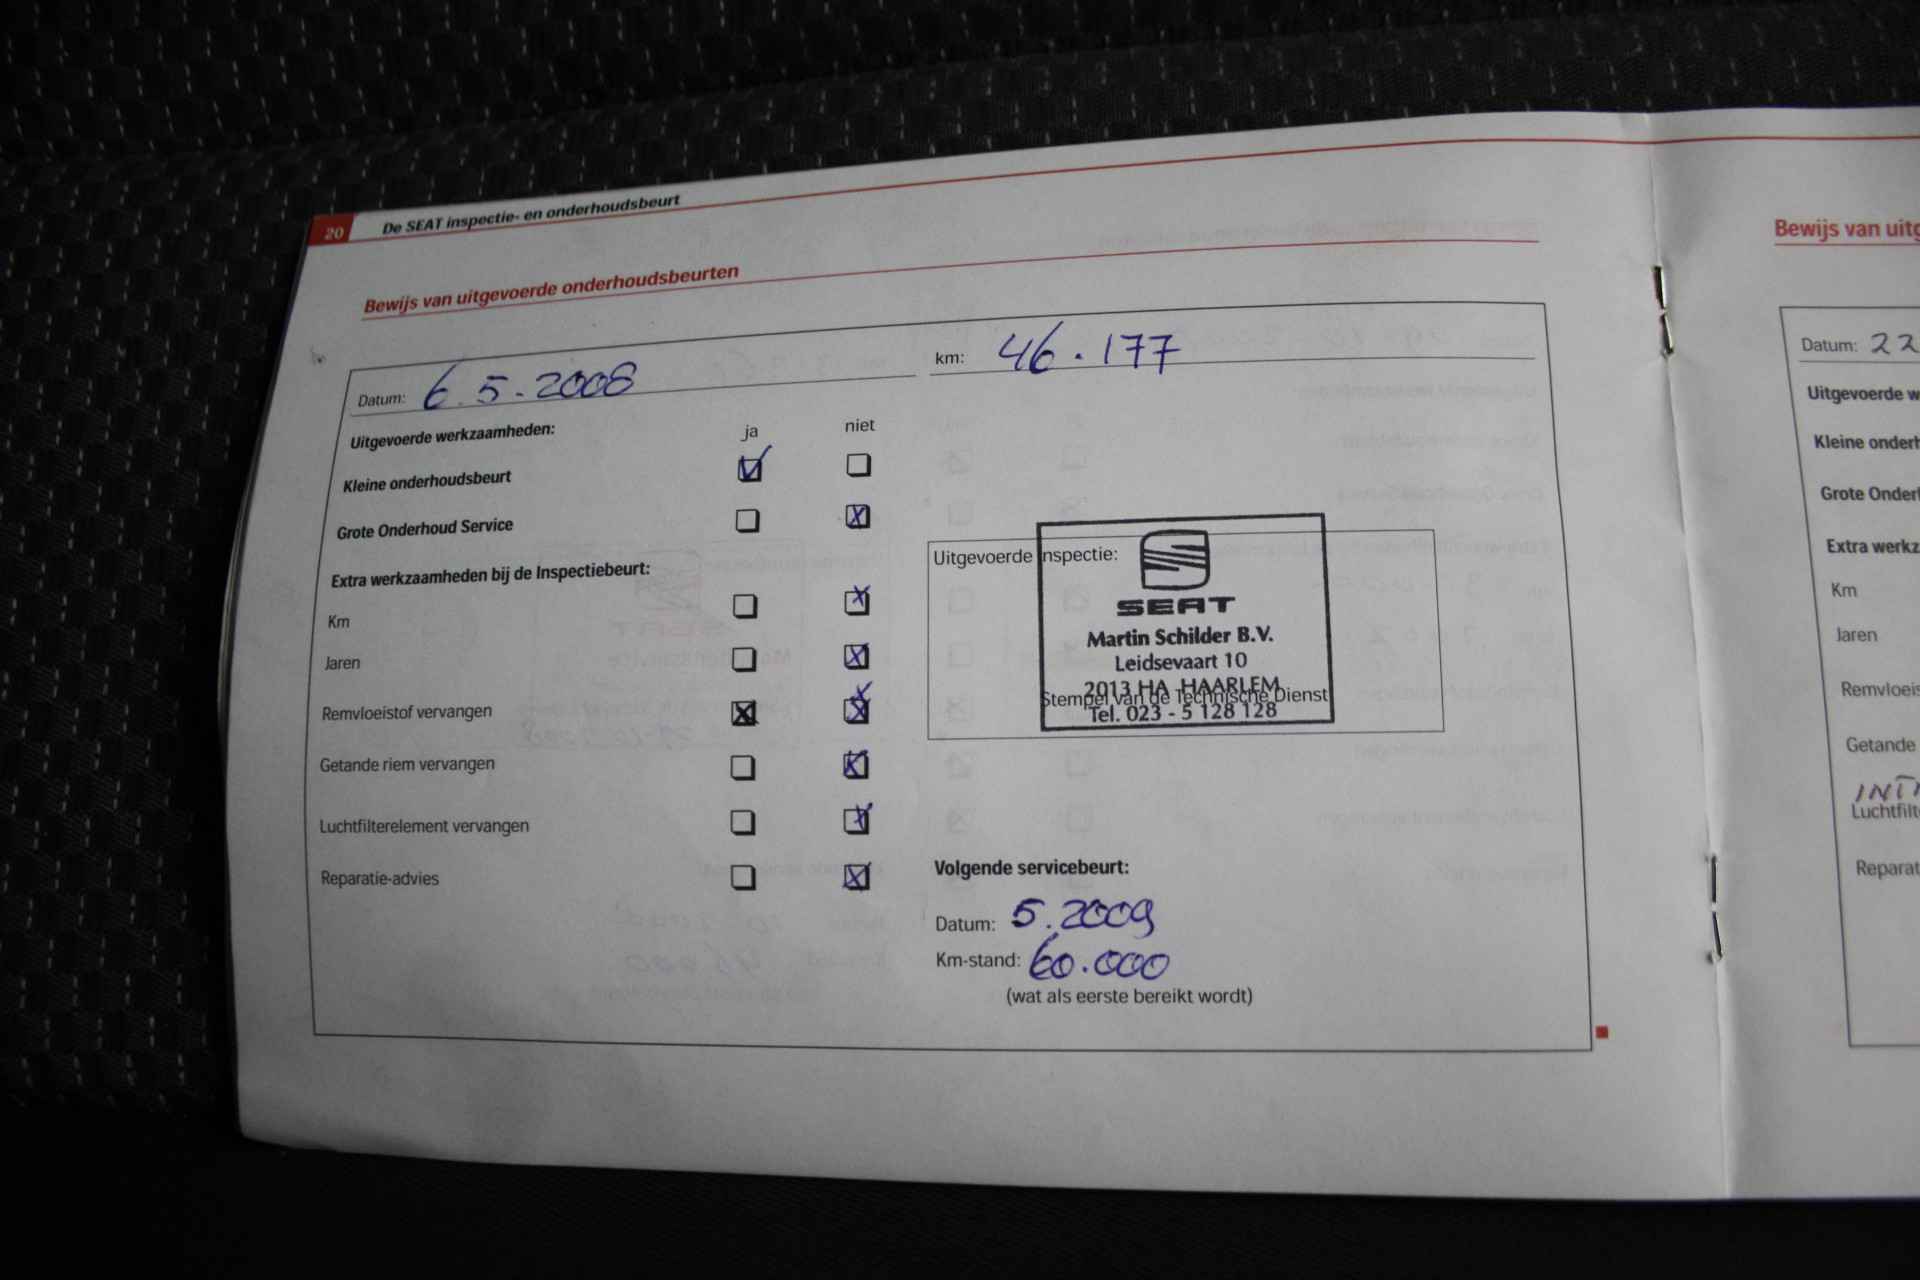 20 De SEAT inspectie- en onderhoudsbeurt
Bewijs van uitgevoerde onderhoudsbeurten
Datum: 6.5.2008
km: 46.177
Uitgevoerde werkzaamheden: ja niet
Kleine onderhoudsbeurt
Grote Onderhoud Service
Extra werkzaamheden bij de Inspectiebeurt:
Km
Jaren
Remvloeistof vervangen
Getande riem vervangen
Luchtfilterelement vervangen
Reparatie-advies
Uitgevoerde inspectie:
SEAT
Martin Schilder B.V.
Leidsevaart 10
2013 HA HAARLEM
Stempel van de Technische Dienst
Tel. 023 - 5 128 128
Volgende servicebeurt:
Datum: 5.2009
Km-stand: 60.000
(wat als eerste bereikt wordt)
Bewijs van uitg
Datum: 22
Uitgevoerde w
Kleine onderh
Grote Onderh
Extra werkz
Km
Jaren
Remvloeis
Getande
Luchtfilt
Reparat